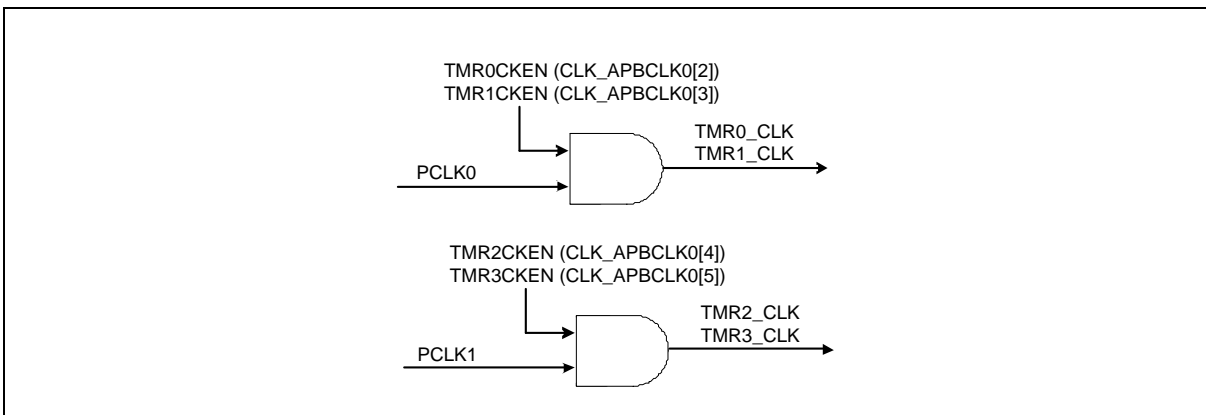 TMR0CKEN (CLK_APBCLK0[2])
TMR1CKEN (CLK_APBCLK0[3])
TMR0_CLK
TMR1_CLK
PCLK0
TMR2CKEN (CLK_APBCLK0[4])
TMR3CKEN (CLK_APBCLK0[5])
TMR2_CLK
TMR3_CLK
PCLK1